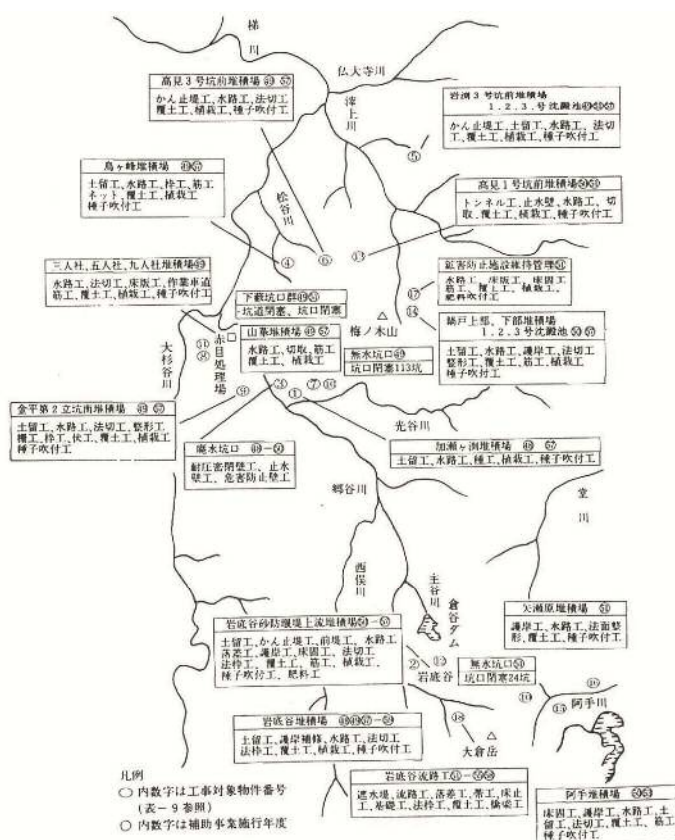 梯川
仏大寺川
滓上川
高見3号坑前堆積場
かん止堤工、水路工、法切工
覆土工、植栽工、種子吹付工
岩渕3号坑前堆積場
1.2.3.号沈澱池
かん止堤工、土留工、水路工、法切
工、覆土工、植栽工、種子吹付工
⑤
鳥ヶ峰堆積場
土留工、水路工、枠工、筋工
ネット、覆土工、植栽工
種子吹付工
松谷川
高見1号坑前堆積場
トンネル工、止水壁、水路工、切
取、覆土工、植栽工、種子吹付工
④
⑥
⑬
三人社、五人社、九人社堆積場
水路工、法切工、床版工、作業車道
筋工、覆土工、植栽工、種子吹付工
鉱害防止施設維持管理
水路工、床版工、床固工
筋工、覆土工、植栽工、
肥料吹付工
⑰
下蘇坑口群
坑道閉塞、坑口閉塞
⑭
鍋戸上部、下部堆積場
1.2.3号沈澱池
土留工、水路工、護岸工、法切工
整形工、覆土工、筋工、植栽工
種子吹付工
大杉谷川
⑪
⑧
赤目処理場
山峯堆積場
水路工、切取、筋工
覆土工、植栽工
梅ノ木山
無水坑口
坑口閉塞113坑
⑨
③
①
⑦
⑯
金平第2立坑南堆積場
土留工、水路工、法切工、整形工
柵工、枠工、伏工、覆土工、植栽工
種子吹付工
光谷川
廃水坑口
耐圧密閉壁工、止水
壁工、危害防止壁工
加瀬ヶ渕堆積場
土留工、水路工、種工、植栽工、種子吹付工
郷谷川
堂川
西俣川
主谷川
倉谷ダム
矢瀬原堆積場
護岸工、水路工、法面整
形、覆土工、種子吹付工
岩底谷砂防堰堤上流堆積場
土留工、かん止堤工、前堤工、水路工
落差工、護岸工、床固工、法切工
法枠工、覆土工、筋工、植栽工、
種子吹付工、肥料工
②
⑫
岩底谷
無水坑口
坑口閉塞24坑
⑩
⑮
阿手川
岩底谷堆積場
土留工、護岸補修、水路工、法切工
法枠工、覆土工、植栽工、種子吹付工
⑱
大倉岳
凡例
○内数字は工事対象物件番号
(表-9参照)
○内数字は補助事業施行年度
岩底谷流路工
遮水堤、流路工、落差工、帯工、床止
工、基礎工、法枠工、覆土工、橋梁工
阿手堆積場
床固工、護岸工、水路工、土
留工、法切工、覆土工、筋工
種子吹付工